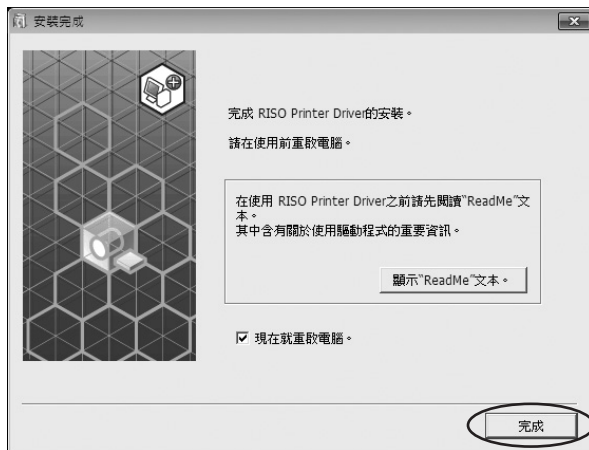 安裝完成
完成 RISO Printer Driver的安裝。
請在使用前重啟電腦。
在使用 RISO Printer Driver之前請先閱讀"ReadMe"文
本。
其中含有關於使用驅動程式的重要資訊。
顯示"ReadMe"文本。
現在就重啟電腦。
完成